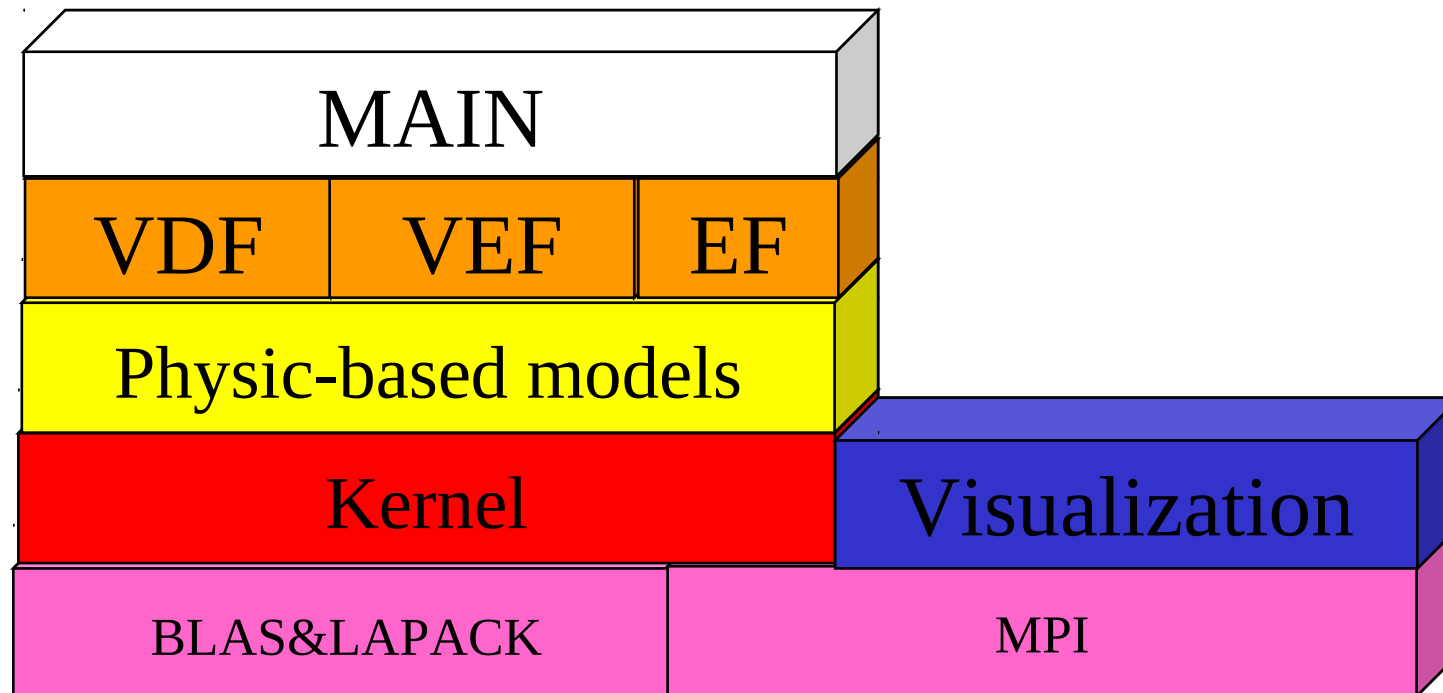 MAIN
VDF VEF EF
Physic-based models
Kernel Visualization
BLAS&LAPACK MPI